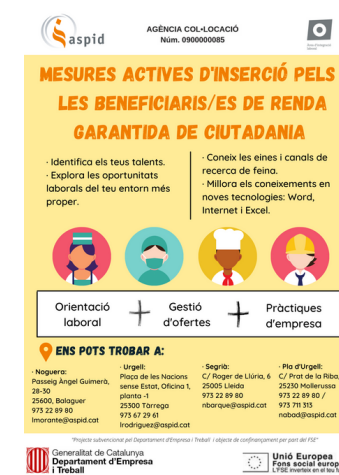 aspid
AGÈNCIA COL•LOCACIÓ
Núm. 0900000085
MESURES ACTIVES D'INSERCIÓ PELS
LES BENEFICIARIS/ES DE RENDA
GARANTIDA DE CIUTADANIA
· Identifica els teus talents.
· Explora les oportunitats
laborals del teu entorn més
proper.
· Coneix les eines i canals de
recerca de feina.
· Millora els coneixements en
noves tecnologies: Word,
Internet i Excel.
Orientació
laboral
+
Gestió
d'ofertes
+
Pràctiques
d'empresa
ENS POTS TROBAR A:
· Noguera:
Passeig Àngel Guimerà,
28-30
25600, Balaguer
973 22 89 80
lmorante@aspid.cat
· Urgell:
Plaça de les Nacions
sense Estat, Oficina 1,
planta -1
25300 Tàrrega
973 67 29 61
lrodriguez@aspid.cat
· Segrià:
C/ Roger de Llúria, 6
25005 Lleida
973 22 89 80
nbarque@aspid.cat
· Pla d'Urgell:
C/ Prat de la Riba,
25230 Mollerussa
973 22 89 80 /
973 711 313
nabad@aspid.cat
"Projecte subvencionat pel Departament d'Empresa i Treball i objecte de confinançament per part del FSE"
Generalitat de Catalunya
Departament d'Empresa
i Treball
Unió Europea
Fons social europ
L'FSE inverteix en el teu fu